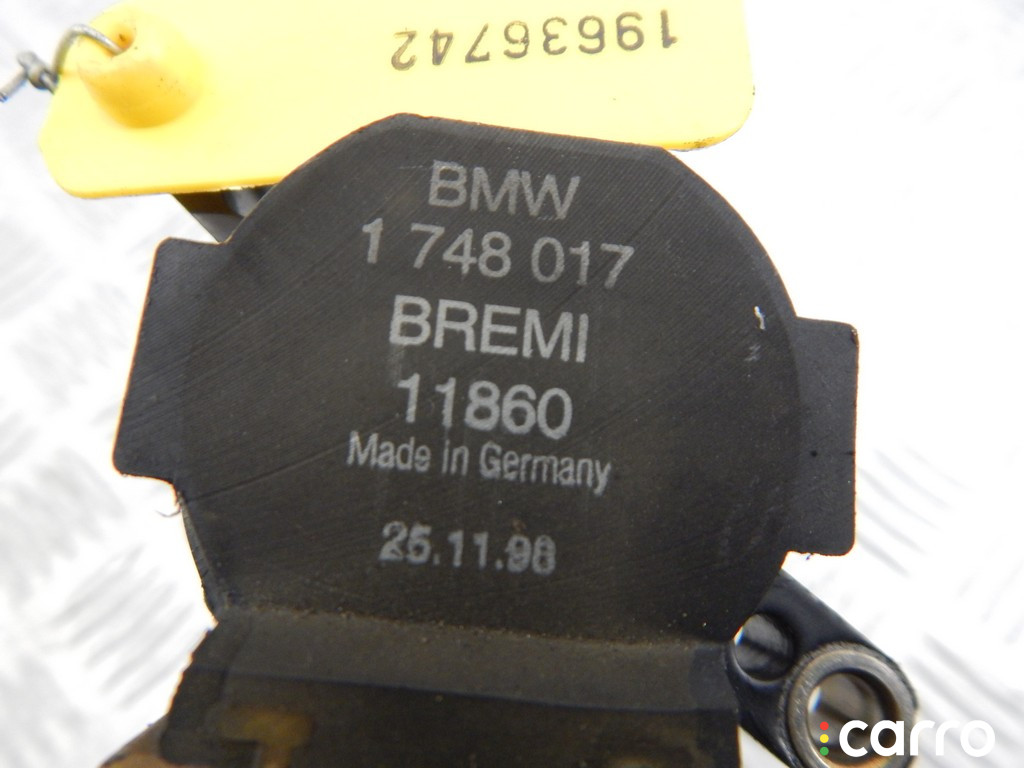 19636742
BMW
1 748 017
BREMI
11860
Made in Germany
25.11.98
carro